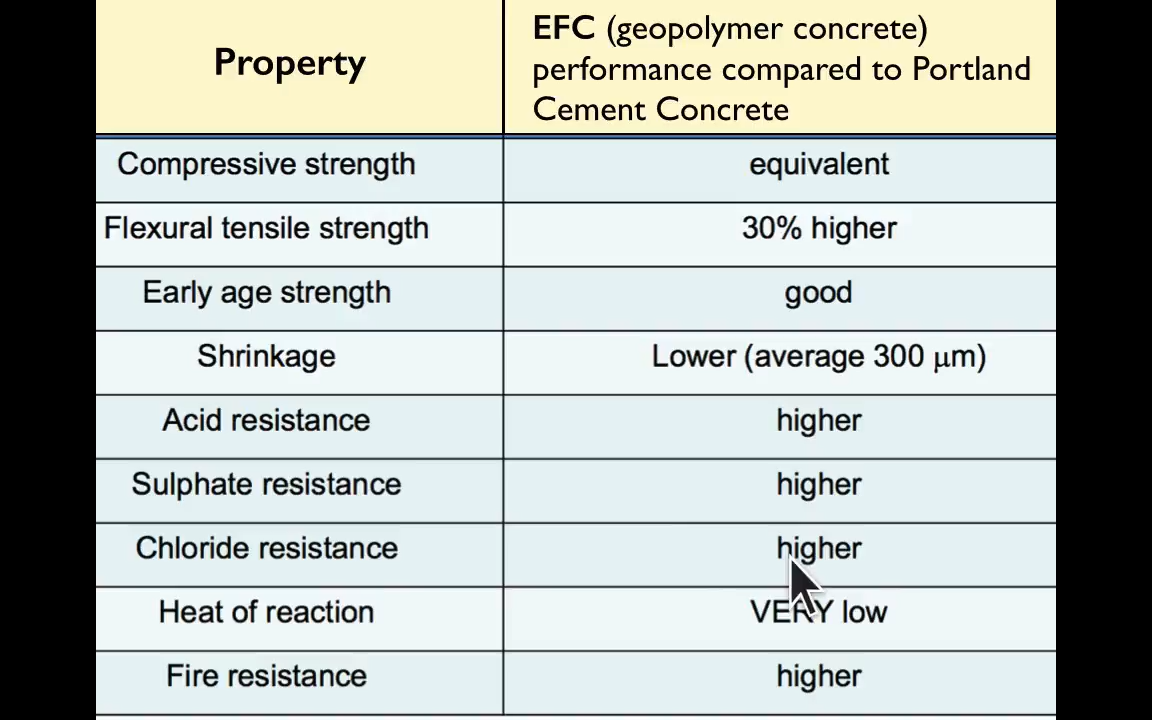 Property
EFC (geopolymer concrete)
performance compared to Portland
Cement Concrete
Compressive strength
equivalent
Flexural tensile strength
30% higher
Early age strength
good
Shrinkage
Lower (average 300 μm)
Acid resistance
higher
Sulphate resistance
higher
Chloride resistance
higher
Heat of reaction
VERY low
Fire resistance
higher